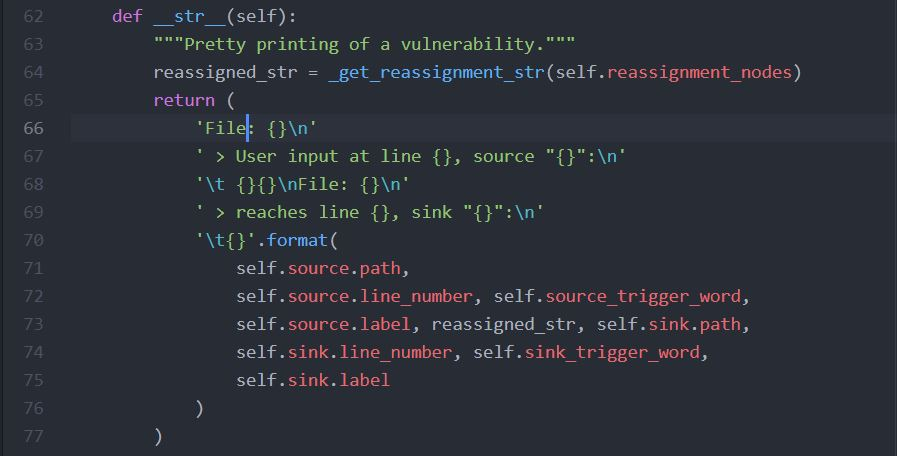 62 def __str__(self):
63 """Pretty printing of a vulnerability."""
64 reassigned_str = _get_reassignment_str(self.reassignment_nodes)
65 return (
66 'File: {}\n'
67 ' > User input at line {}, source "{}":\n'
68 '\t {}{}\nFile: {}\n'
69 ' > reaches line {}, sink "{}":\n'
70 '\t{}'.format(
71 self.source.path,
72 self.source.line_number, self.source_trigger_word,
73 self.source.label, reassigned_str, self.sink.path,
74 self.sink.line_number, self.sink_trigger_word,
75 self.sink.label
76 )
77 )